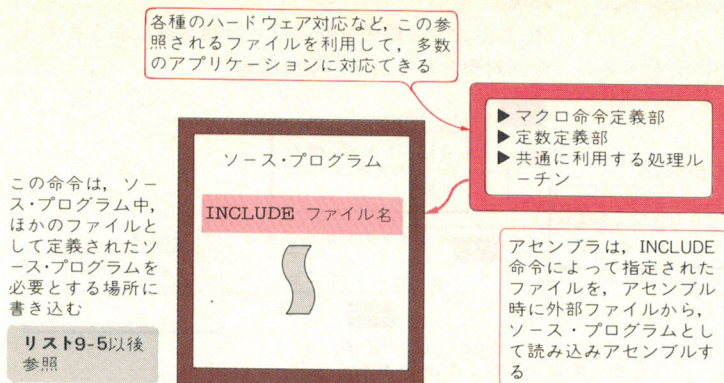 各種のハードウェア対応など，この参
照されるファイルを利用して，多数
のアプリケーションに対応できる
▶マクロ命令定義部
▶定数定義部
▶共通に利用する処理ル
ーチン
ソース・プログラム
INCLUDE ファイル名
この命令は，ソー
ス・プログラム中，
ほかのファイルと
して定義されたソ
ース・プログラムを
必要とする場所に
書き込む
リスト9-5以後
参照
アセンブラは，INCLUDE
命令によって指定された
ファイルを，アセンブル
時に外部ファイルから，
ソース・プログラムとし
て読み込みアセンブルす
る